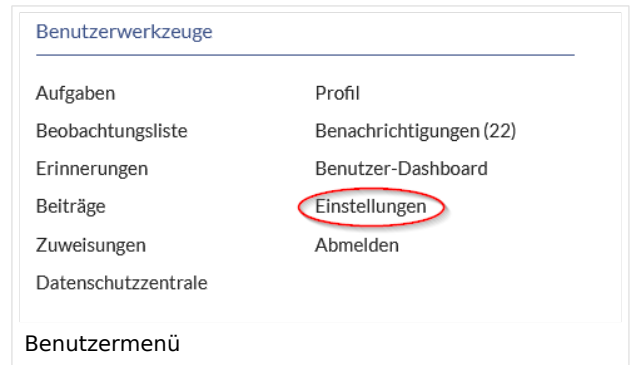 Benutzerwerkzeuge
Aufgaben
Beobachtungsliste
Erinnerungen
Beiträge
Zuweisungen
Datenschutzzentrale
Profil
Benachrichtigungen (22)
Benutzer-Dashboard
Einstellungen
Abmelden
Benutzermenü